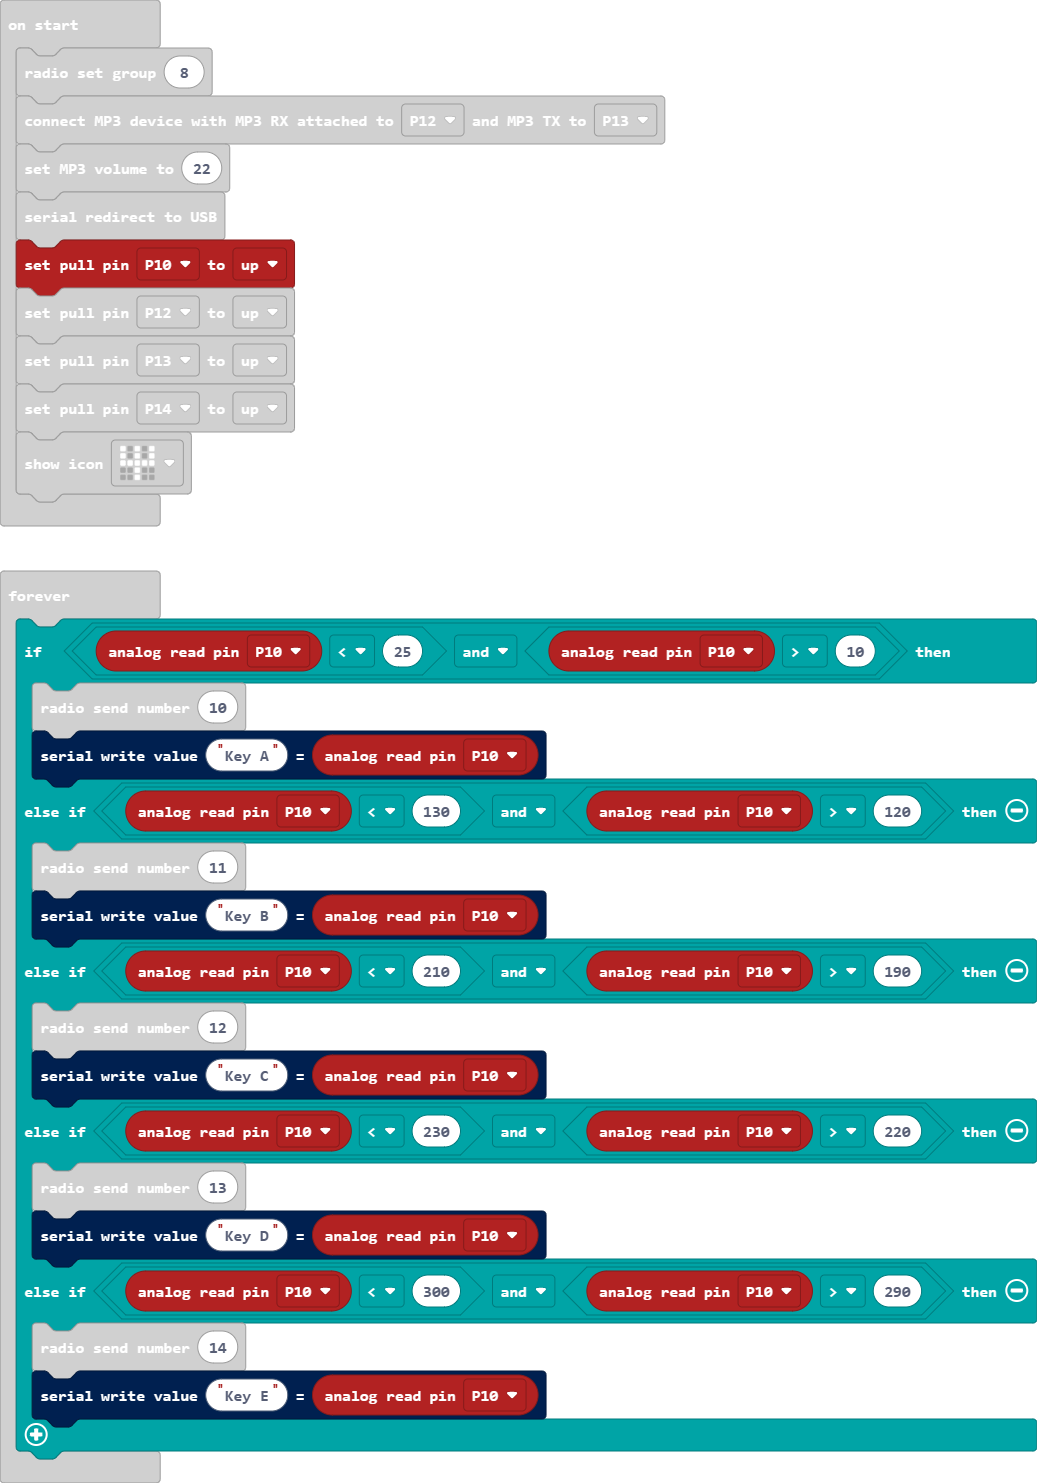 on start
radio set group 8
connect MP3 device with MP3 RX attached to P12 and MP3 TX to P13
set MP3 volume to 22
serial redirect to USB
set pull pin P10 to up
set pull pin P12 to up
set pull pin P13 to up
set pull pin P14 to up
show icon
forever
if analog read pin P10 < 25 and analog read pin P10 > 10 then
radio send number 10
serial write value "Key A" = analog read pin P10
else if analog read pin P10 < 130 and analog read pin P10 > 120 then
radio send number 11
serial write value "Key B" = analog read pin P10
else if analog read pin P10 < 210 and analog read pin P10 > 190 then
radio send number 12
serial write value "Key C" = analog read pin P10
else if analog read pin P10 < 230 and analog read pin P10 > 220 then
radio send number 13
serial write value "Key D" = analog read pin P10
else if analog read pin P10 < 300 and analog read pin P10 > 290 then
radio send number 14
serial write value "Key E" = analog read pin P10